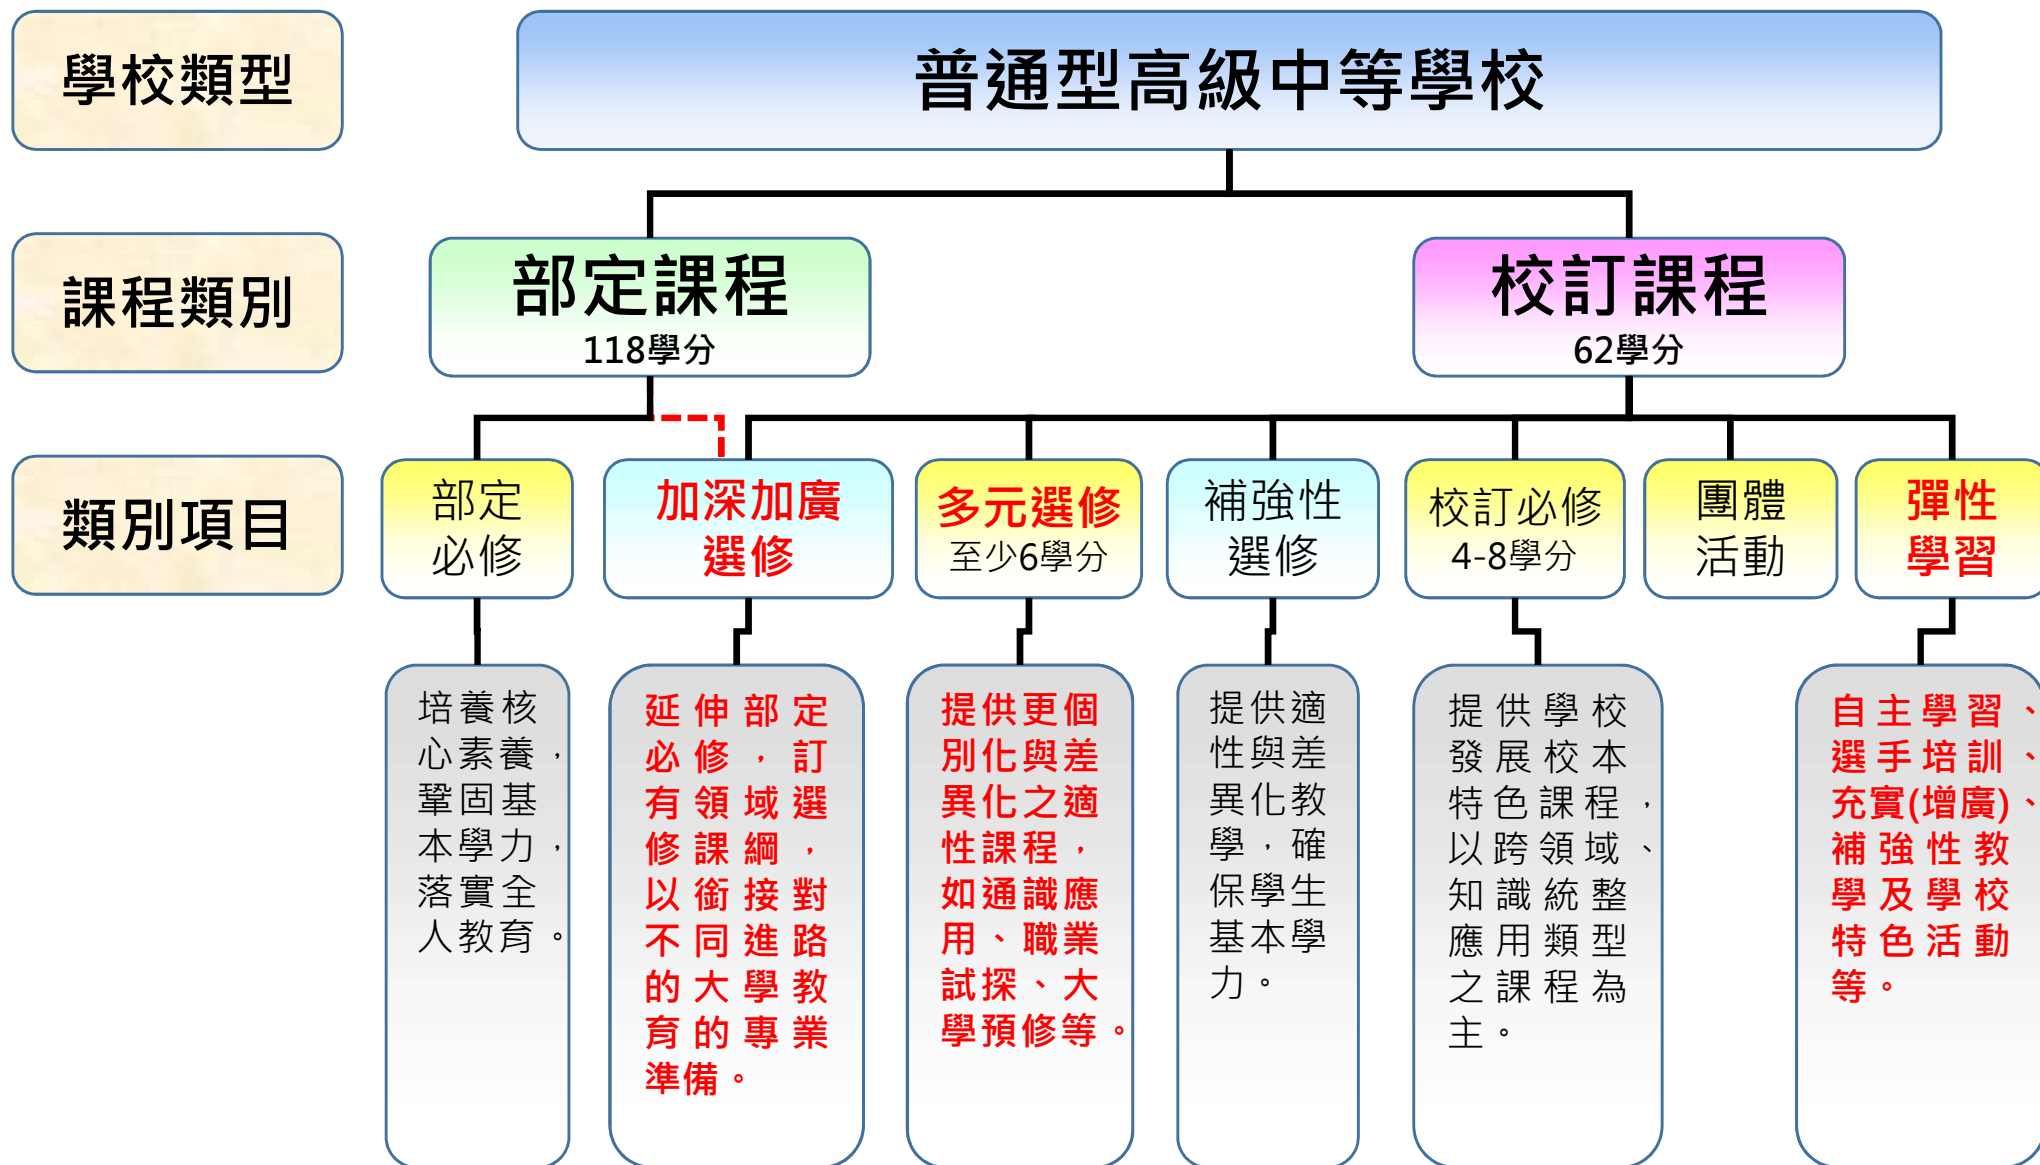 學校類型
普通型高級中等學校
課程類別
部定課程
118學分
校訂課程
62學分
類別項目
部定
必修
加深加廣
選修
多元選修
至少6學分
補強性
選修
校訂必修
4-8學分
團體
活動
彈性
學習
培養核
心素養，
鞏固基
本學力，
落實全
人教育。
延伸部定
必修，訂
有領域選
修課綱，
以銜接對
不同進路
的大學教
育的專業
準備。
提供更個
別化與差
異化之適
性課程，
如通識應
用、職業
試探、大
學預修等。
提供適
性與差
異化教
學，確
保學生
基本學
力。
提供學校
發展校本
特色課程，
以跨領域、
知識統整
應用類型
之課程為
主。
自主學習、
選手培訓、
充實(增廣)、
補強性教
學及學校
特色活動
等。